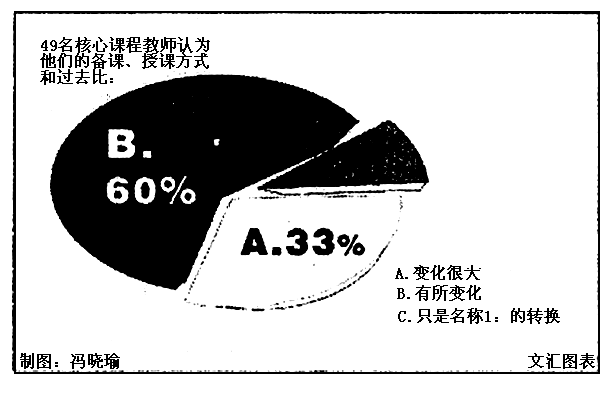 49名核心课程教师认为
他们的备课、授课方式
和过去比：
B.
60%
A.33%
A.变化很大
B.有所变化
C.只是名称1：的转换
制图：冯晓瑜
文汇图表